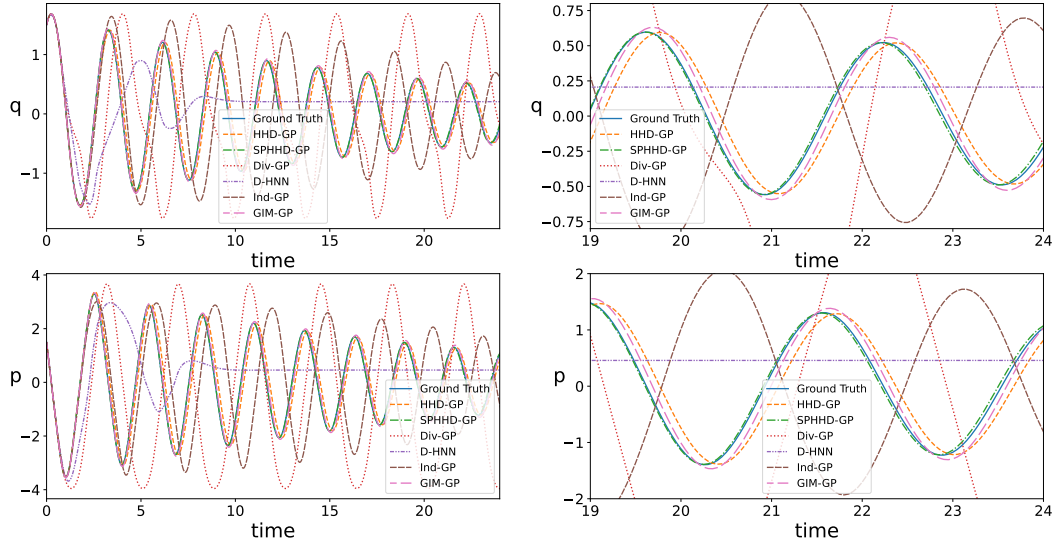 1
0
−1
q
0
5
10
15
20
time
Ground Truth
HHD-GP
SPHHD-GP
Div-GP
D-HNN
Ind-GP
GIM-GP
0.75
0.50
0.25
0.00
−0.25
−0.50
−0.75
q
19
20
21
22
23
24
time
Ground Truth
HHD-GP
SPHHD-GP
Div-GP
D-HNN
Ind-GP
GIM-GP
4
2
0
−2
−4
p
0
5
10
15
20
time
Ground Truth
HHD-GP
SPHHD-GP
Div-GP
D-HNN
Ind-GP
GIM-GP
2
1
0
−1
−2
p
19
20
21
22
23
24
time
Ground Truth
HHD-GP
SPHHD-GP
Div-GP
D-HNN
Ind-GP
GIM-GP